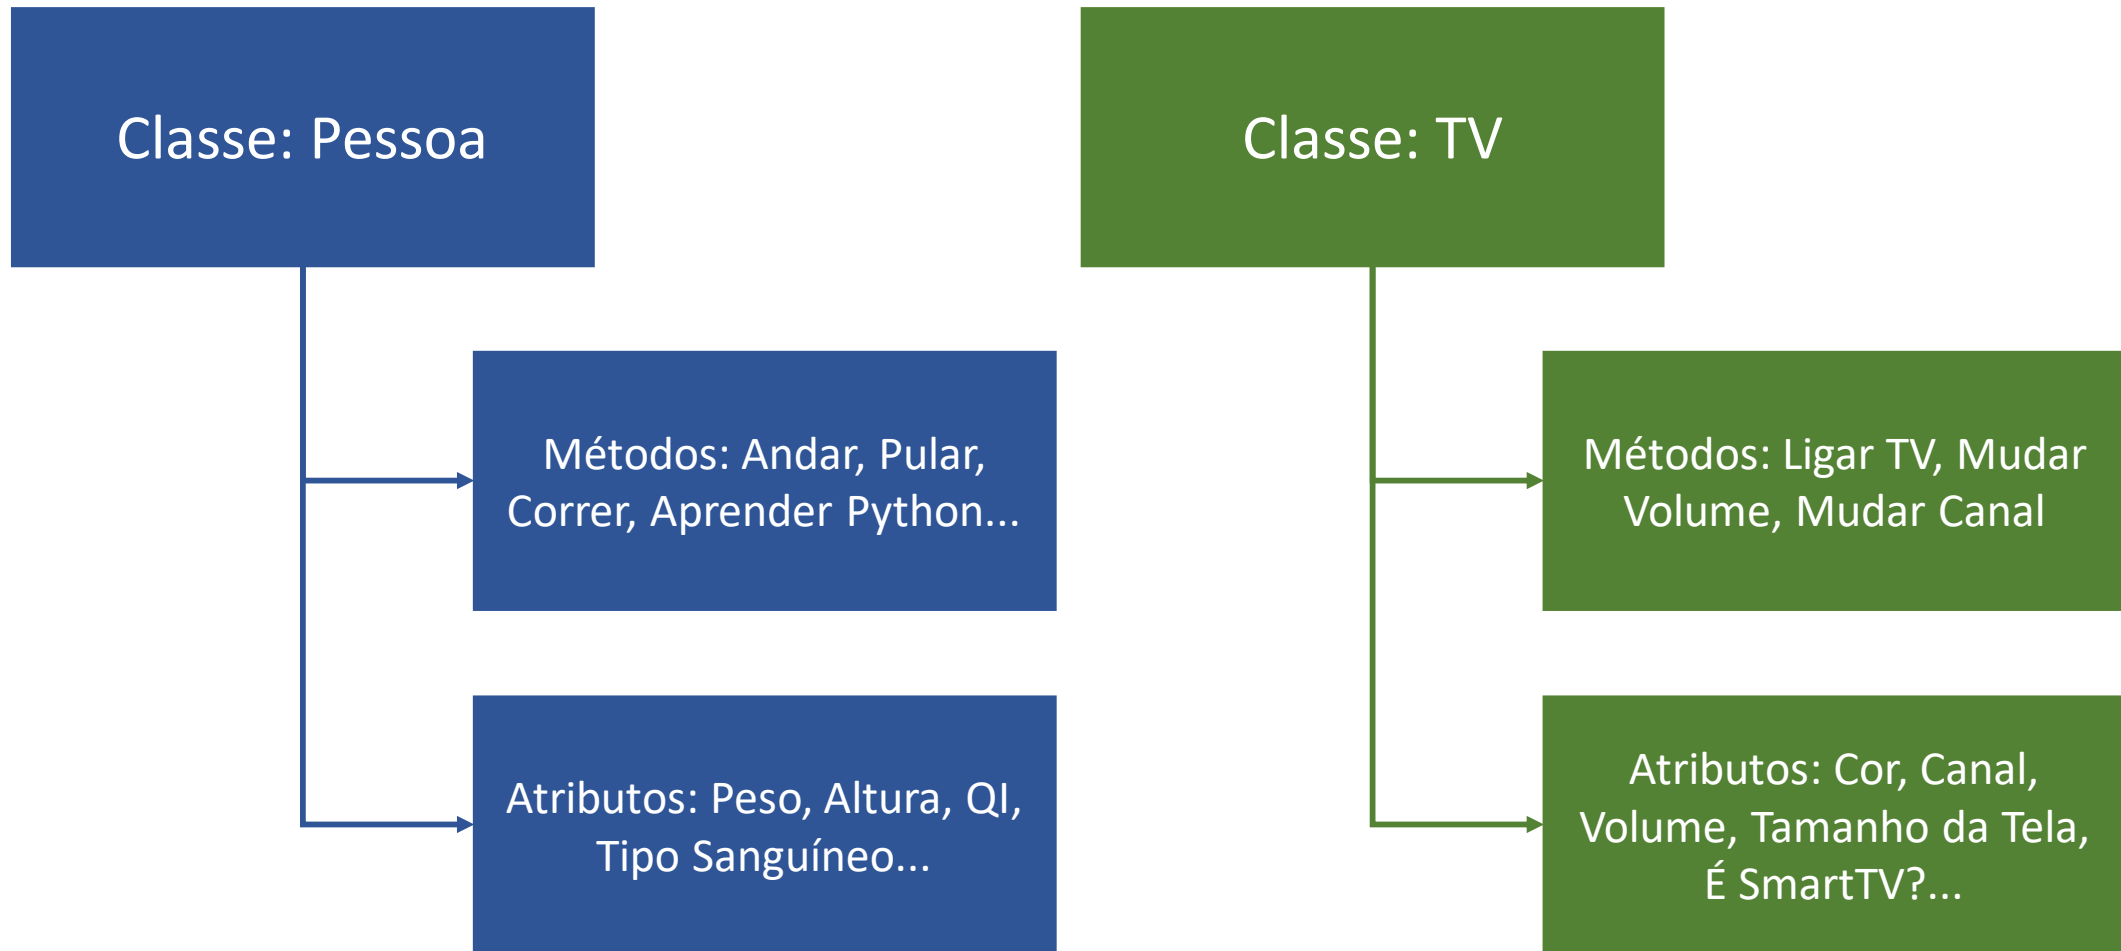 Classe: Pessoa
Métodos: Andar, Pular,
Correr, Aprender Python...
Atributos: Peso, Altura, QI,
Tipo Sanguíneo...
Classe: TV
Métodos: Ligar TV, Mudar
Volume, Mudar Canal
Atributos: Cor, Canal,
Volume, Tamanho da Tela,
É SmartTV?...